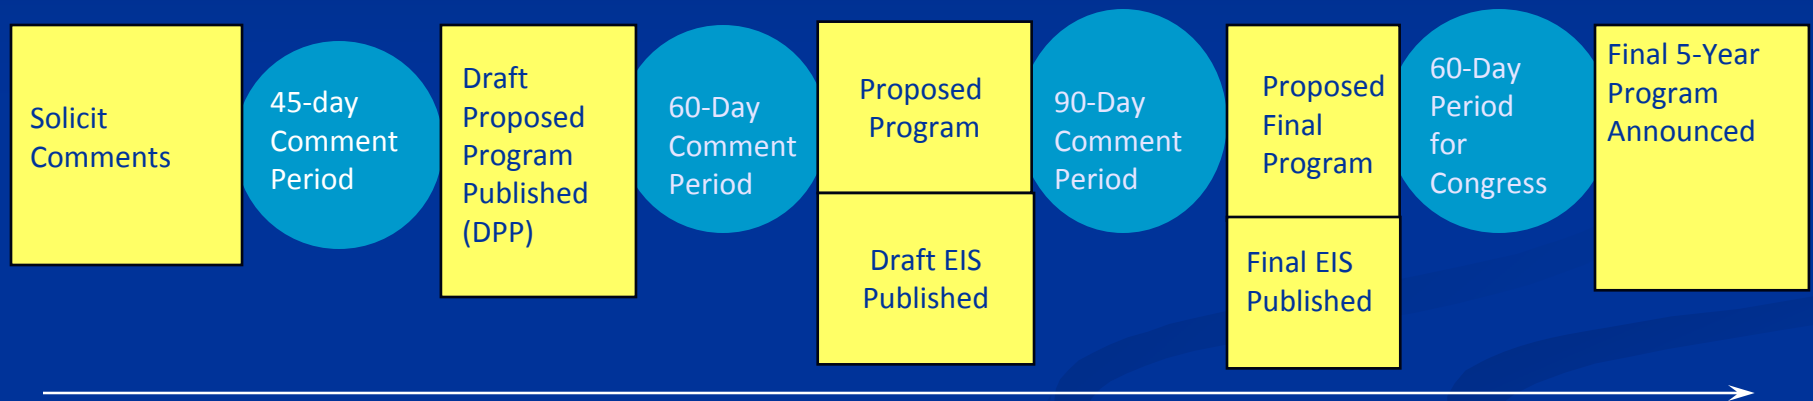 Solicit
Comments
45-day
Comment
Period
Draft
Proposed
Program
Published
(DPP)
60-Day
Comment
Period
Proposed
Program
Draft EIS
Published
90-Day
Comment
Period
Proposed
Final
Program
Final EIS
Published
60-Day
Period
for
Congress
Final 5-Year
Program
Announced